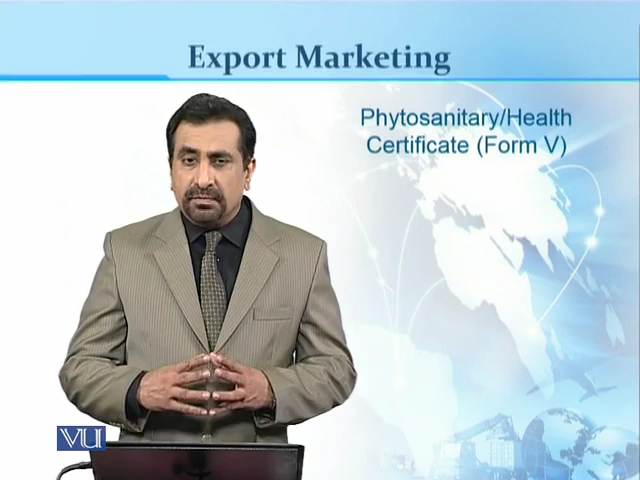 Export Marketing
Phytosanitary/Health
Certificate (Form V)
VU